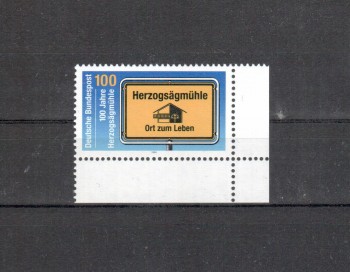 Deutsche Bundespost
100
100 Jahre
Herzogsägmühle
Herzogsägmühle
Ort zum Leben